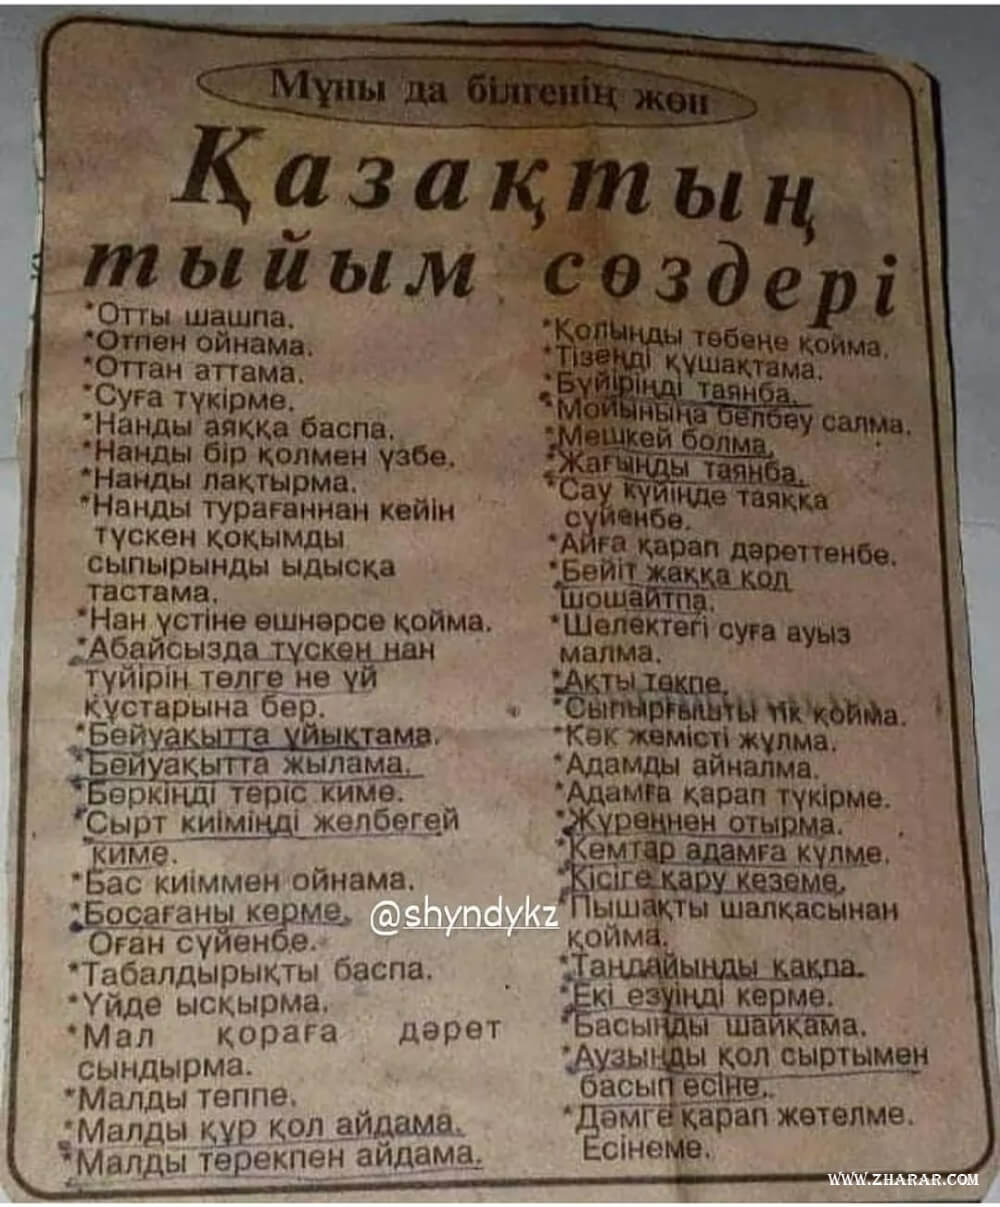 Мұны да білгенің жөн
Қазақтың
тыйым сөздері
*Отты шашпа.
*Отпен ойнама.
*Оттан аттама.
*Суға түкірме.
*Нанды аяққа баспа.
*Нанды бір қолмен үзбе.
*Нанды лақтырма.
*Нанды турағаннан кейін
түскен қоқымды
сыпырынды ыдысқа
тастама.
*Нан үстіне ешнәрсе қойма.
*Абайсызда түскен нан
түйірін төлге не үй
құстарына бер.
*Бейуақытта ұйықтама.
*Бейуақытта жылама.
*Бөркіңді теріс киме.
*Сырт киіміңді желбегей
киме.
*Бас киіммен ойнама.
*Босағаны керме.
Оған сүйенбе.
*Табалдырықты баспа.
*Үйде ысқырма.
*Мал қораға дәрет
сындырма.
*Малды теппе.
*Малды құр қол айдама.
*Малды терекпен айдама.
*Қолыңды төбеңе қойма.
*Тізеңді құшақтама.
*Бүйіріңді таянба.
*Мойыныңа белбеу салма.
*Мешкей болма.
*Жағыңды таянба.
*Сау күйіңде таяққа
сүйенбе.
*Айға қарап дәреттенбе.
*Бейіт жаққа қол
шошайтпа.
*Шелектегі суға ауыз
малма.
*Ақты төкпе.
*Сыпырғышты тік қойма.
*Көк жемісті жұлма.
*Адамды айналма.
*Адамға қарап түкірме.
*Жүреңнен отырма.
*Кемтар адамға күлме.
*Кісіге қару кеземе.
*Пышақты шалқасынан
қойма.
*Таңдайыңды қақпа.
*Екі езуіңді керме.
*Басыңды шайқама.
*Аузыңды қол сыртымен
басып есіне.
*Дәмге қарап жөтелме.
Есінеме.
@shyndykz
WWW.ZHARAR.COM